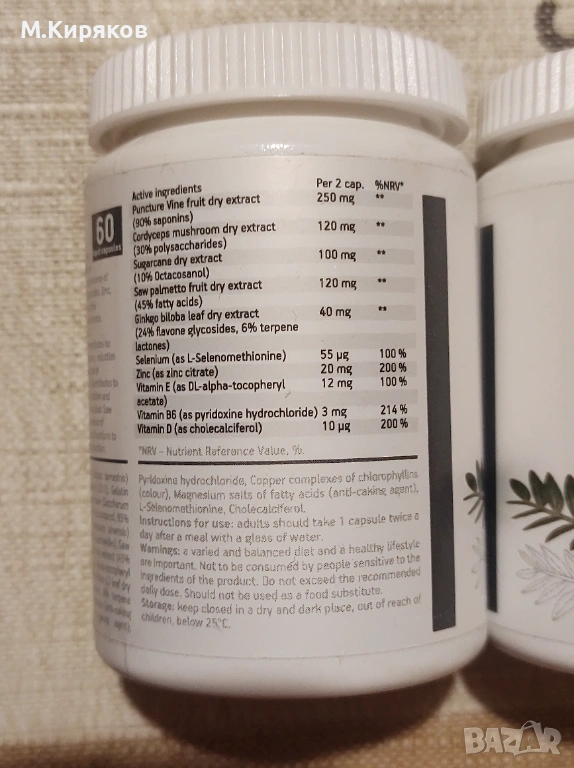 М.Киряков
Active ingredients Per 2 cap. %NRV*
Puncture Vine fruit dry extract 250 mg **
(90% saponins)
Cordyceps mushroom dry extract 120 mg **
(30% polysaccharides)
Sugarcane dry extract 100 mg **
(10% Octacosanol)
Saw palmetto fruit dry extract 120 mg **
(45% fatty acids)
Ginkgo biloba leaf dry extract 40 mg **
(24% flavone glycosides, 6% terpene
lactones)
Selenium (as L-Selenomethionine) 55 µg 100 %
Zinc (as zinc citrate) 20 mg 200 %
Vitamin E (as DL-alpha-tocopheryl 12 mg 100 %
acetate)
Vitamin B6 (as pyridoxine hydrochloride) 3 mg 214 %
Vitamin D (as cholecalciferol) 10 µg 200 %
*NRV – Nutrient Reference Value, %.
Pyridoxine hydrochloride, Copper complexes of chlorophyllins
(colour), Magnesium salts of fatty acids (anti-caking agent),
L-Selenomethionine, Cholecalciferol.
Instructions for use: adults should take 1 capsule twice a
day after a meal with a glass of water.
Warnings: a varied and balanced diet and a healthy lifestyle
are important. Not to be consumed by people sensitive to the
ingredients of the product. Do not exceed the recommended
daily dose. Should not be used as a food substitute.
Storage: keep closed in a dry and dark place, out of reach of
children, below 25°C.
60
capsules
BAZAR